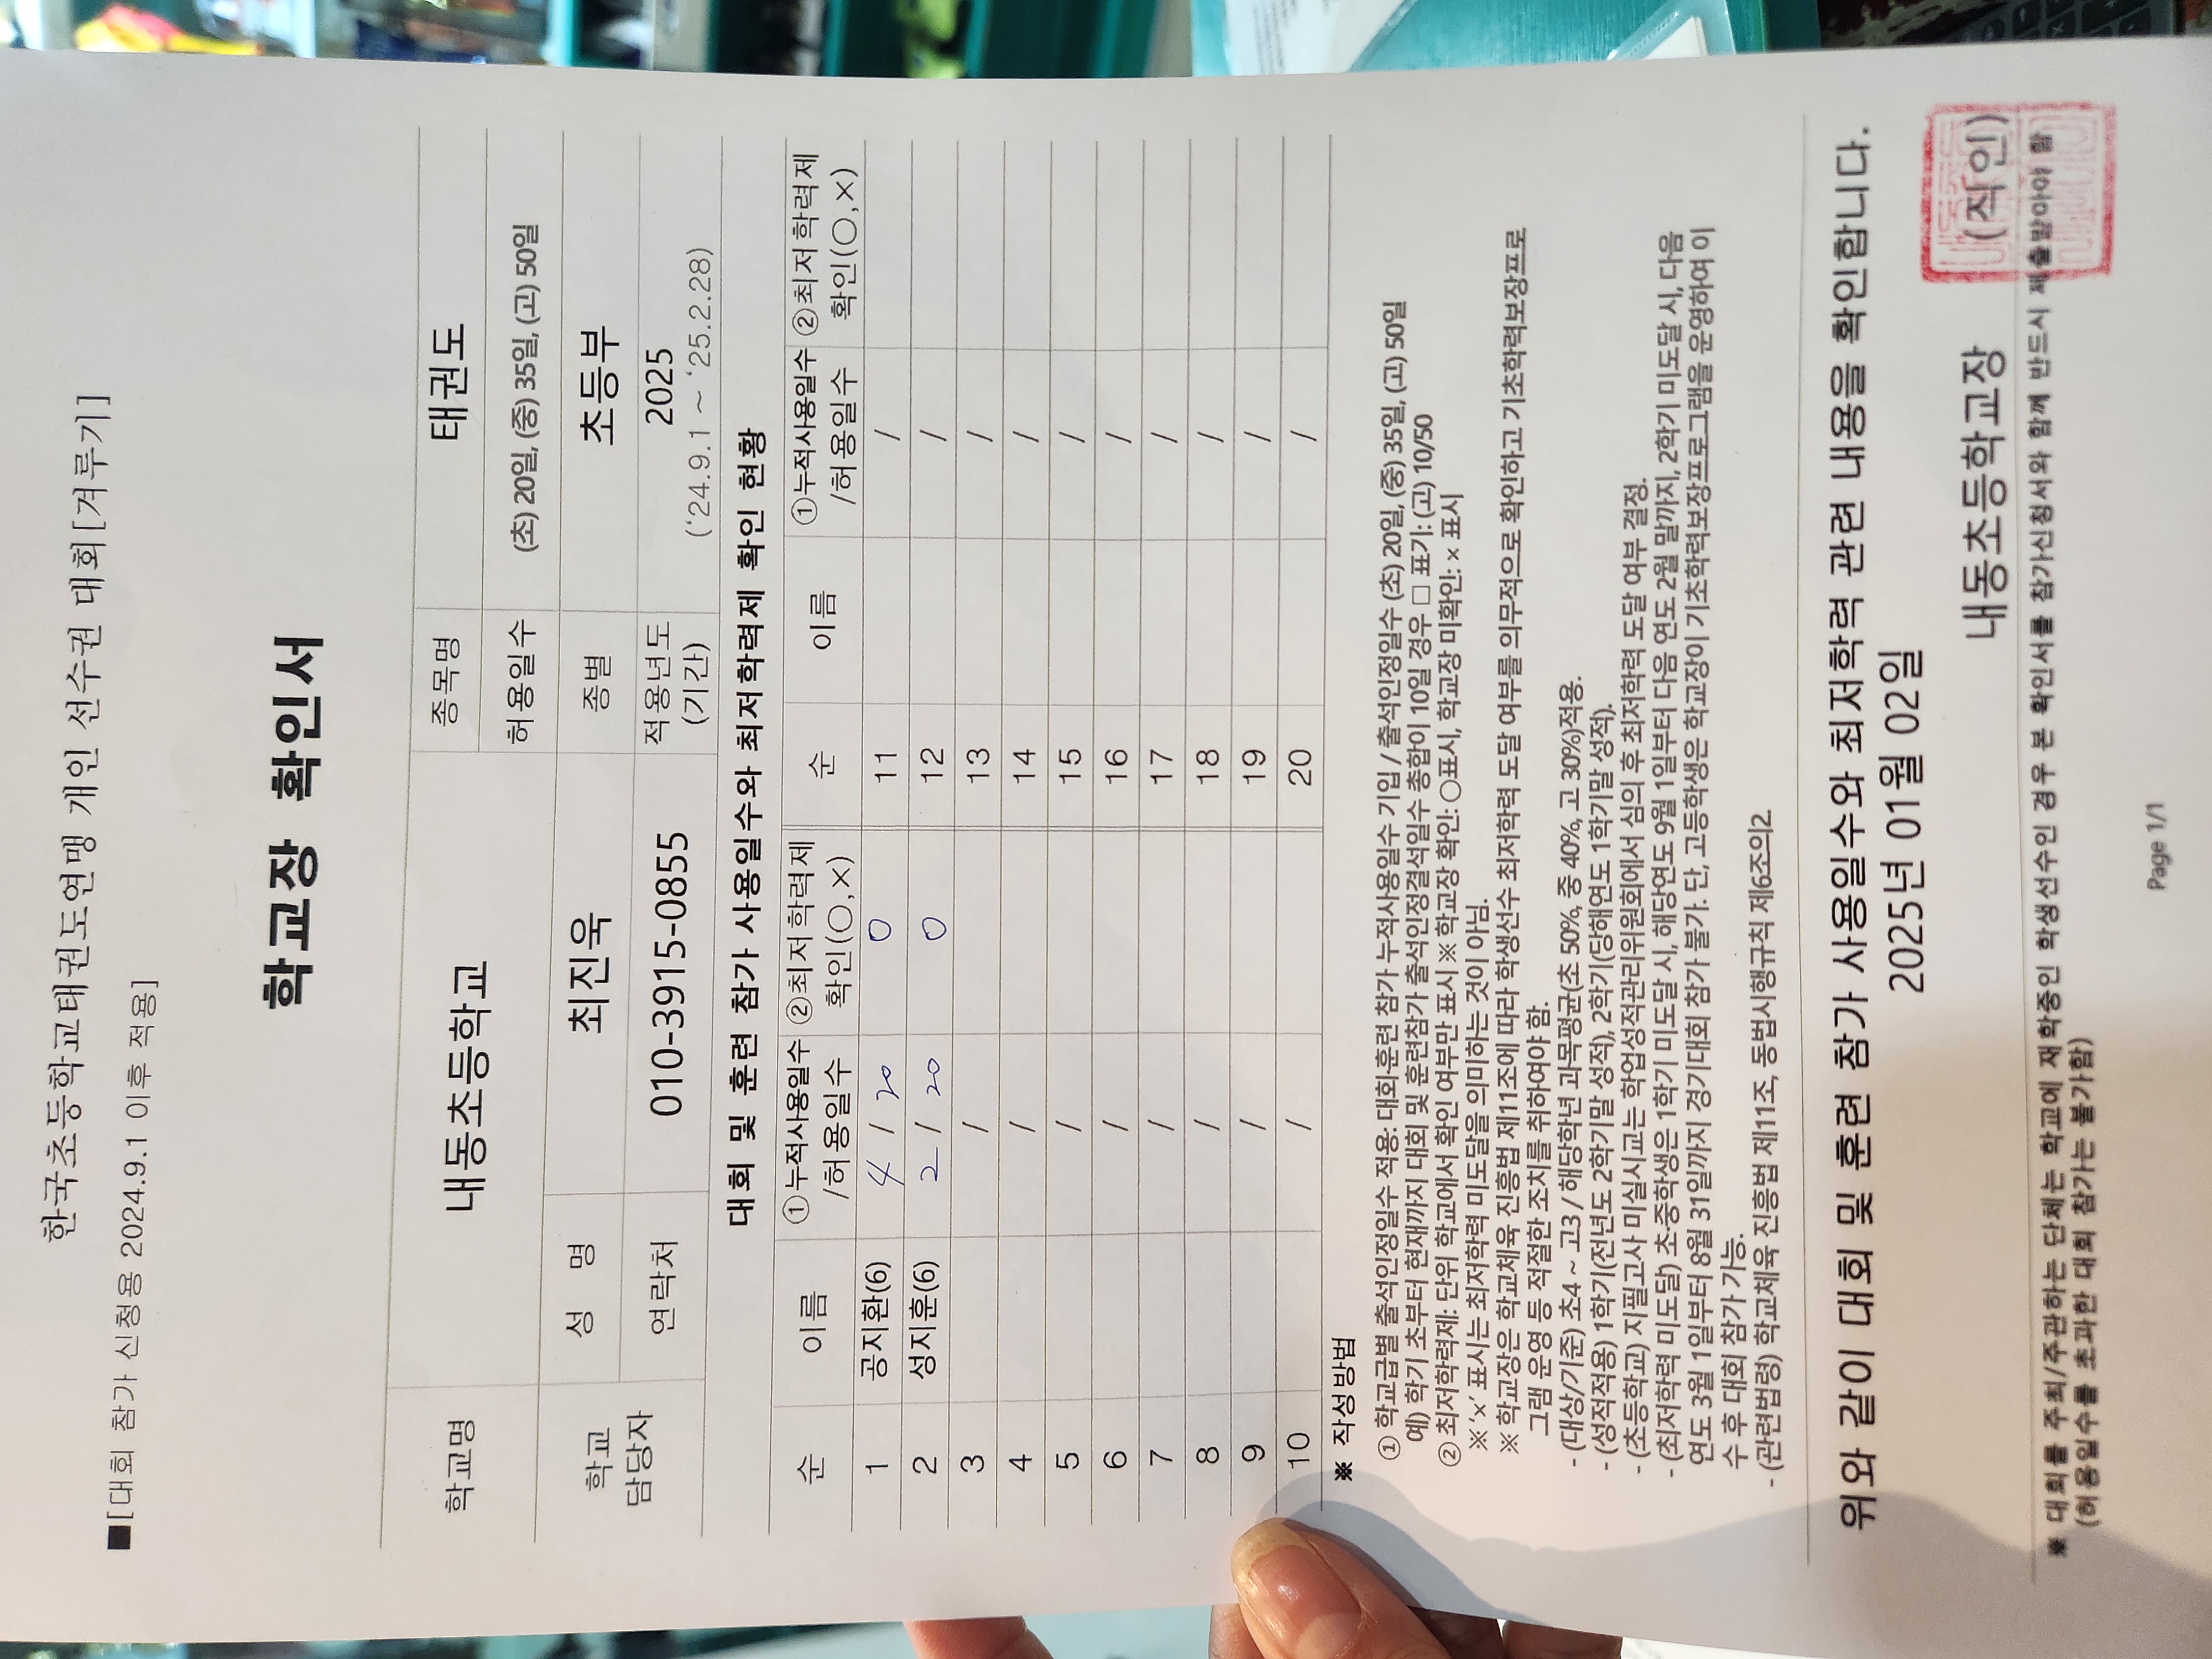 한국초등학교태권도연맹 개인 선수권 대회[겨루기]
■[대회 참가 신청용 2024.9.1 이후 적용]
학교장 확인서
학교명 내동초등학교 종목명 태권도
허용일수 (초) 20일, (중) 35일, (고) 50일
학교 담당자 성 명 최진욱 종별 초등부
연락처 010-3915-0855 적용년도 (기간) 2025 ('24.9.1 ~ '25.2.28)
대회 및 훈련 참가 사용일수와 최저학력제 확인 현황
순 이름 ①누적사용일수 /허용일수 ②최저학력제 확인(○,×) 순 이름 ①누적사용일수 /허용일수 ②최저학력제 확인(○,×)
1 공지환(6) 4 / 20 0 11 /
2 성지훈(6) 2 / 20 0 12 /
3 / 13 /
4 / 14 /
5 / 15 /
6 / 16 /
7 / 17 /
8 / 18 /
9 / 19 /
10 / 20 /
※ 작성방법
① 학교급별 출석인정일수 적용: 대회·훈련 참가 누적사용일수 기입 / 출석인정일수 (초) 20일, (중) 35일, (고) 50일
예) 학기 초부터 현재까지 대회 및 훈련참가 출석인정결석일수 총합이 10일 경우 □ 표기: (고) 10/50
② 최저학력제: 단위 학교에서 확인 여부만 표시 ※ 학교장 확인: ○표시, 학교장 미확인: × 표시
※ '×' 표시는 최저학력 미도달을 의미하는 것이 아님.
※ 학교장은 학교체육 진흥법 제11조에 따라 학생선수 최저학력 도달 여부를 의무적으로 확인하고 기초학력보장프로
그램 운영 등 적절한 조치를 취하여야 함.
- (대상/기준) 초4 ~ 고3 / 해당학년 과목평균(초 50%, 중 40%, 고 30%)적용.
- (성적적용) 1학기(전년도 2학기말 성적), 2학기(당해연도 1학기말 성적).
- (초등학교) 지필고사 미실시교는 학업성적관리위원회에서 심의 후 최저학력 도달 여부 결정.
- (최저학력 미도달) 초·중학생은 1학기 미도달 시, 해당연도 9월 1일부터 다음 연도 2월 말까지, 2학기 미도달 시, 다음
연도 3월 1일부터 8월 31일까지 경기대회 참가 불가. 단, 고등학생은 학교장이 기초학력보장프로그램을 운영하여 이
수 후 대회 참가 가능.
- (관련법령) 학교체육 진흥법 제11조, 동법시행규칙 제6조의2
위와 같이 대회 및 훈련 참가 사용일수와 최저학력 관련 내용을 확인합니다.
2025년 01월 02일
내동초등학교장 (직인)
※ 대회를 주최/주관하는 단체는 학교에 재학중인 학생선수인 경우 본 확인서를 참가신청서와 함께 반드시 제출받아야 함
(허용일수를 초과한 대회 참가는 불가함)
Page 1/1